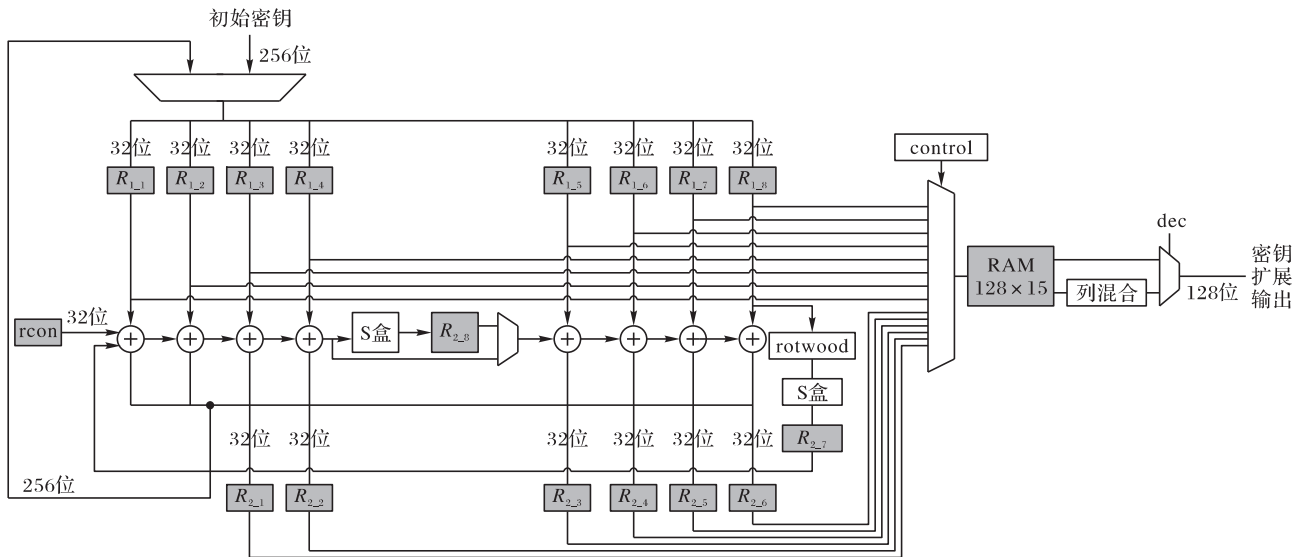 初始密钥
256位
32位 32位 32位 32位 32位 32位 32位 32位
R1_1 R1_2 R1_3 R1_4 R1_5 R1_6 R1_7 R1_8
control
dec
RAM
128×15
列混合
128位
密钥
扩展
输出
rcon
32位
S盒
R2_8
rotwood
S盒
R2_7
32位 32位 32位 32位 32位 32位
256位
R2_1 R2_2 R2_3 R2_4 R2_5 R2_6